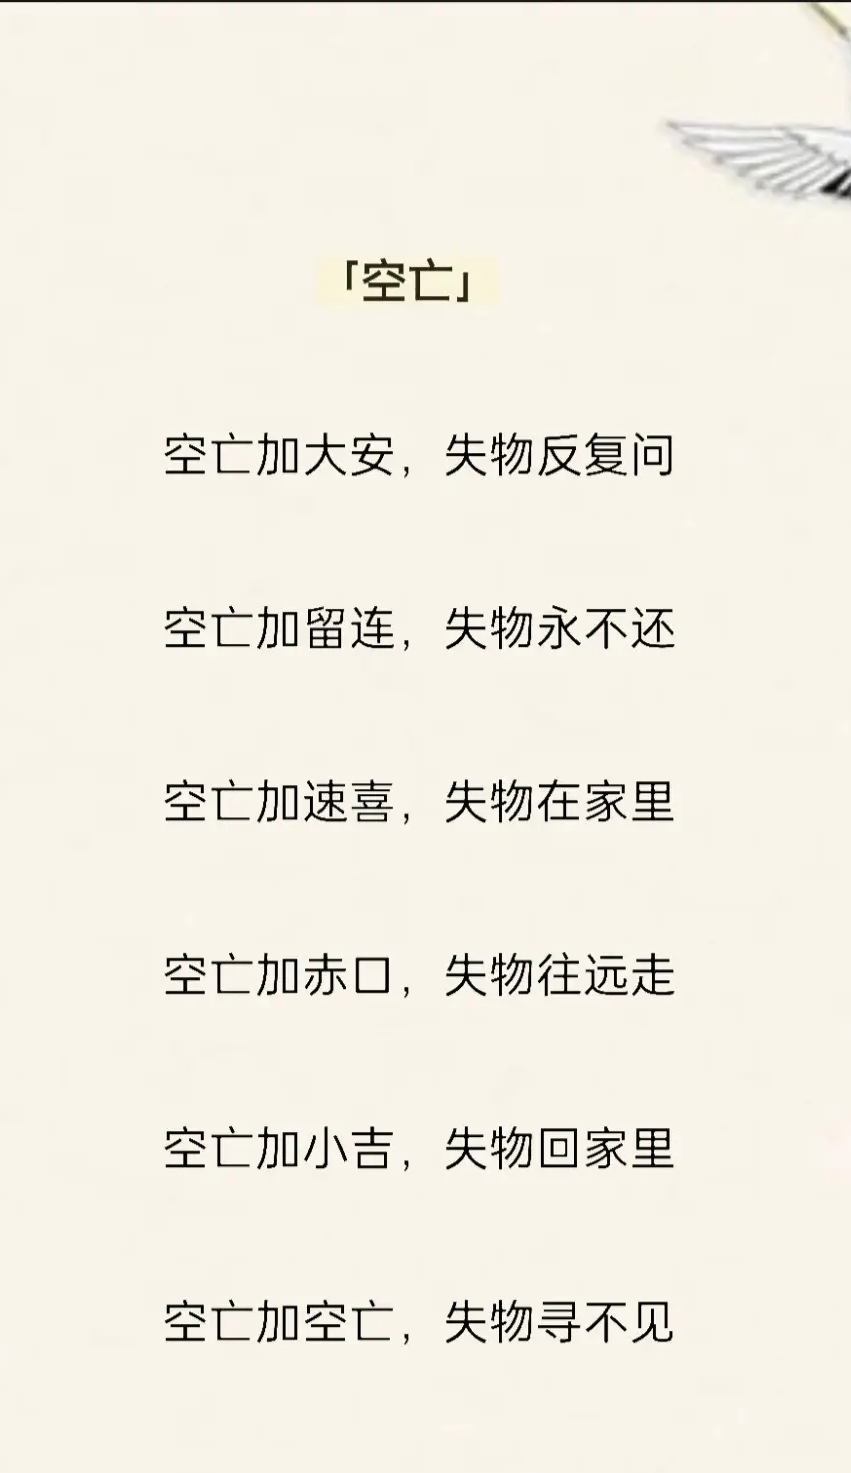 「空亡」
空亡加大安，失物反复问
空亡加留连，失物永不还
空亡加速喜，失物在家里
空亡加赤口，失物往远走
空亡加小吉，失物回家里
空亡加空亡，失物寻不见